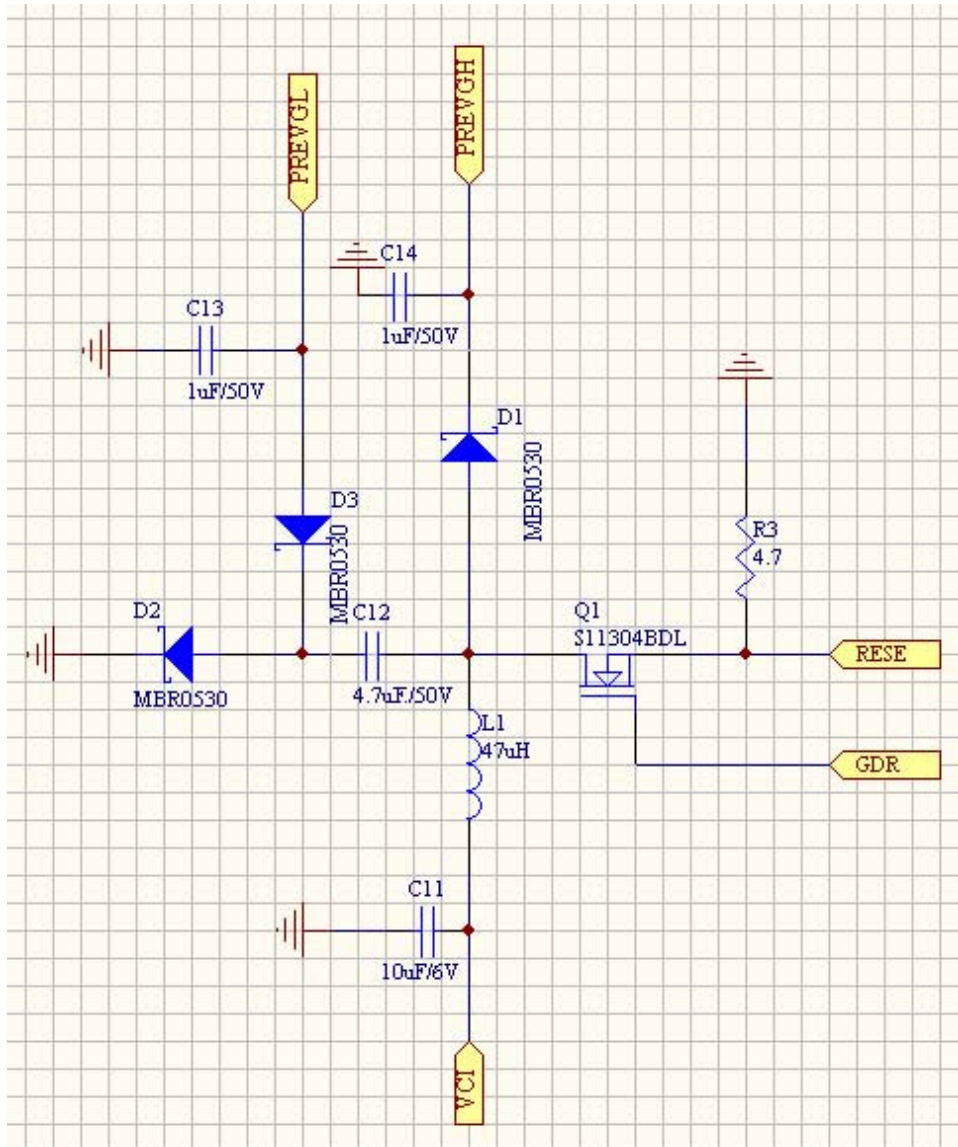 PREVGL
PREVGH
C14
1uF/50V
C13
1uF/50V
D1
MBR0530
D3
MBR0530
R3
4.7
D2
MBR0530
C12
4.7uF./50V
Q1
S11304BDL
RESE
L1
47uH
GDR
C11
10uF/6V
VCI